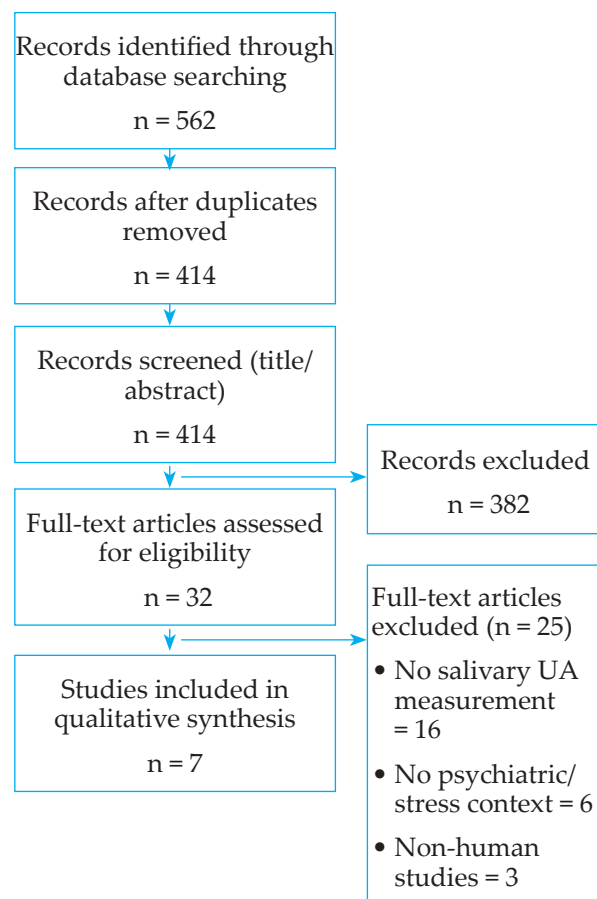 Records identified through
database searching
n = 562
Records after duplicates
removed
n = 414
Records screened (title/
abstract)
n = 414
Records excluded
n = 382
Full-text articles assessed
for eligibility
n = 32
Full-text articles
excluded (n = 25)
• No salivary UA
measurement
= 16
• No psychiatric/
stress context = 6
• Non-human
studies = 3
Studies included in
qualitative synthesis
n = 7